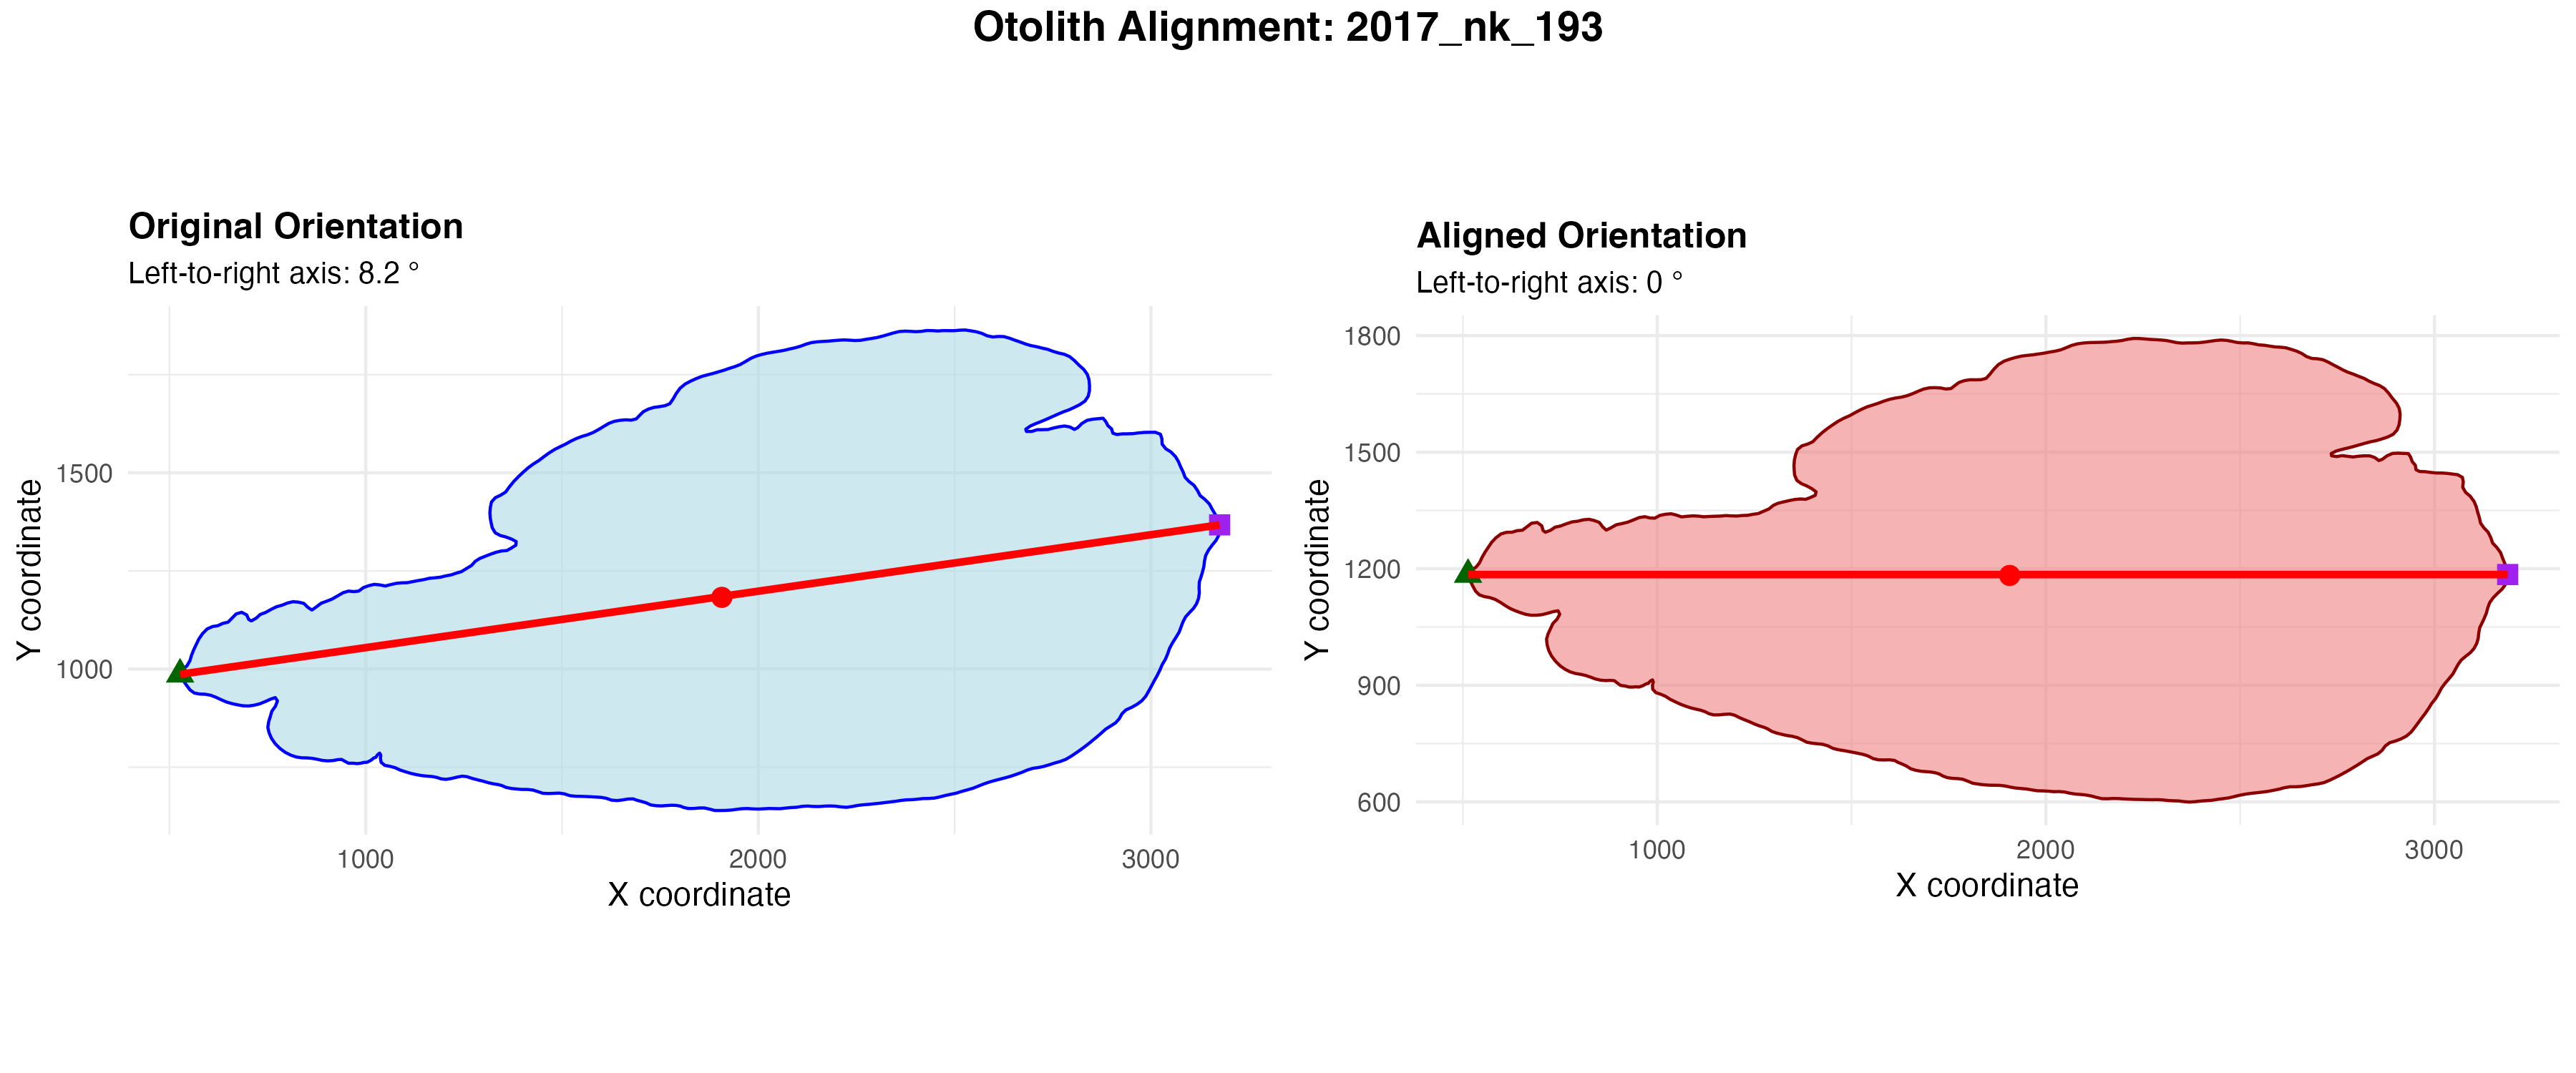 Otolith Alignment: 2017_nk_193
Original Orientation
Left-to-right axis: 8.2 °
Y coordinate
1500
1000
1000
2000
3000
X coordinate
Aligned Orientation
Left-to-right axis: 0 °
Y coordinate
1800
1500
1200
900
600
1000
2000
3000
X coordinate